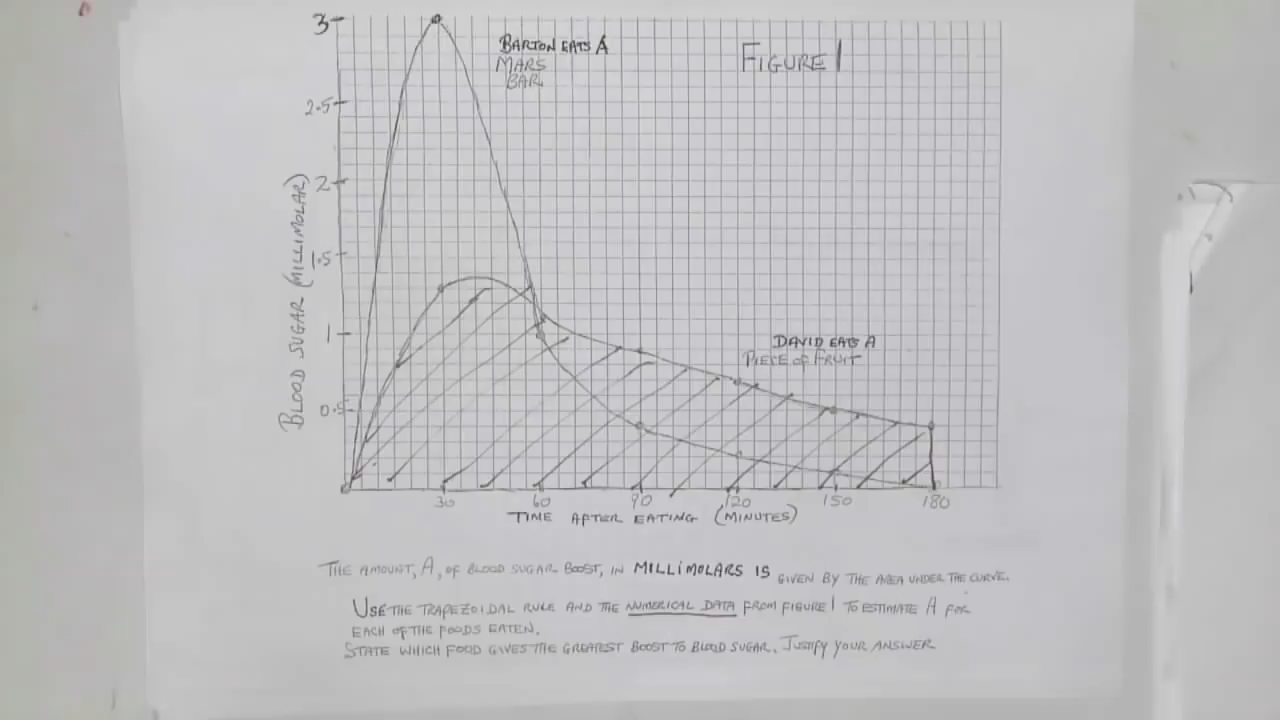 3
BARTON EATS A
MARS
BAR.
FIGURE 1
2.5
2
1.5
1
0.5
BLOOD SUGAR (MILLIMOLAR)
DAVID EATS A
PIECE OF FRUIT
30 60 90 120 150 180
TIME AFTER EATING (MINUTES)
THE AMOUNT, A, OF BLOOD SUGAR BOOST, IN MILLIMOLARS IS GIVEN BY THE AREA UNDER THE CURVE.
USE THE TRAPEZOIDAL RULE AND THE NUMERICAL DATA FROM FIGURE 1 TO ESTIMATE A FOR
EACH OF THE FOODS EATEN.
STATE WHICH FOOD GIVES THE GREATEST BOOST TO BLOOD SUGAR. JUSTIFY YOUR ANSWER